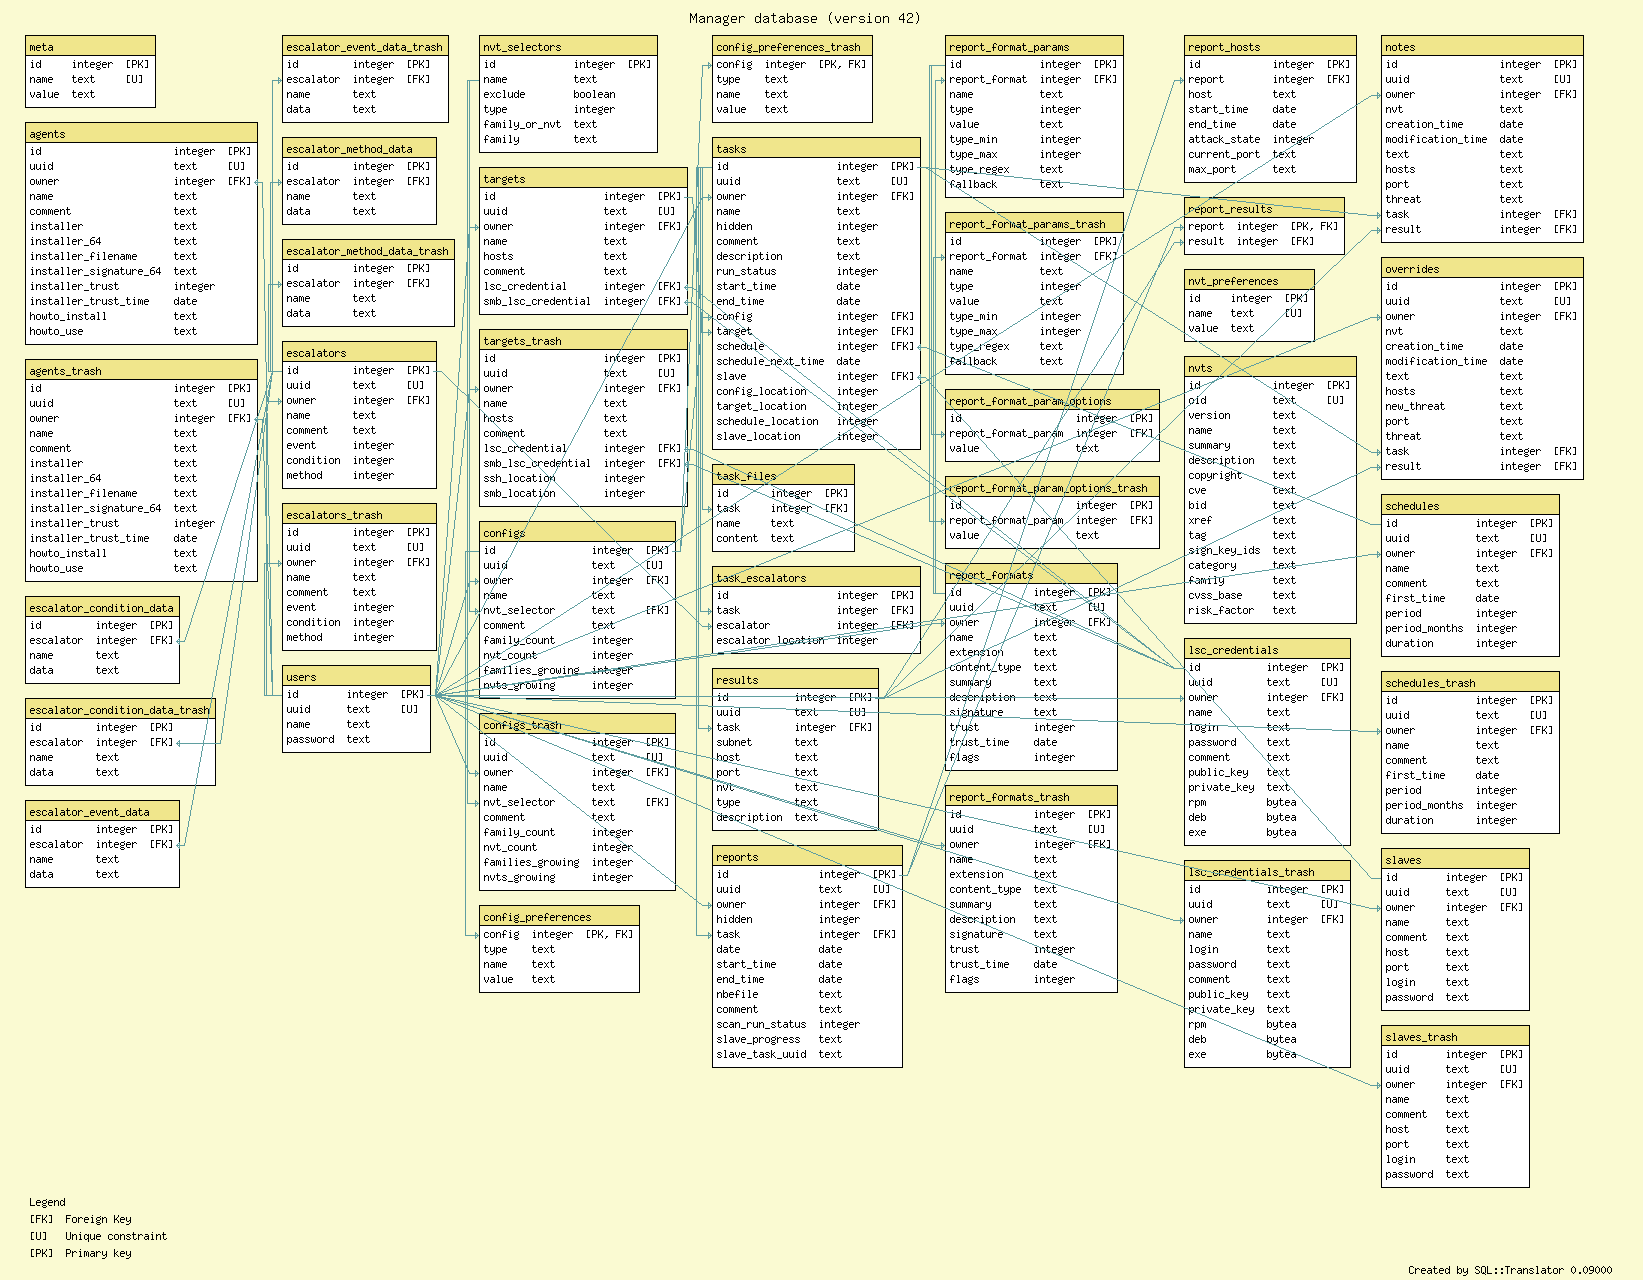 Manager database (version 42)
meta
id integer [PK]
name text [U]
value text
agents
id integer [PK]
uuid text [U]
owner integer [FK]
name text
comment text
installer text
installer_64 text
installer_filename text
installer_signature_64 text
installer_trust integer
installer_trust_time date
howto_install text
howto_use text
agents_trash
id integer [PK]
uuid text [U]
owner integer [FK]
name text
comment text
installer text
installer_64 text
installer_filename text
installer_signature_64 text
installer_trust integer
installer_trust_time date
howto_install text
howto_use text
escalator_condition_data
id integer [PK]
escalator integer [FK]
name text
data text
escalator_condition_data_trash
id integer [PK]
escalator integer [FK]
name text
data text
escalator_event_data
id integer [PK]
escalator integer [FK]
name text
data text
escalator_event_data_trash
id integer [PK]
escalator integer [FK]
name text
data text
escalator_method_data
id integer [PK]
escalator integer [FK]
name text
data text
escalator_method_data_trash
id integer [PK]
escalator integer [FK]
name text
data text
escalators
id integer [PK]
uuid text [U]
owner integer [FK]
name text
comment text
event integer
condition integer
method integer
escalators_trash
id integer [PK]
uuid text [U]
owner integer [FK]
name text
comment text
event integer
condition integer
method integer
users
id integer [PK]
uuid text [U]
name text
password text
nvt_selectors
id integer [PK]
name text
exclude boolean
type integer
family_or_nvt text
family text
targets
id integer [PK]
uuid text [U]
owner integer [FK]
name text
hosts text
comment text
lsc_credential integer [FK]
smb_lsc_credential integer [FK]
targets_trash
id integer [PK]
uuid text [U]
owner integer [FK]
name text
hosts text
comment text
lsc_credential integer [FK]
smb_lsc_credential integer [FK]
ssh_location integer
smb_location integer
configs
id integer [PK]
uuid text [U]
owner integer [FK]
name text
nvt_selector text [FK]
comment text
family_count integer
nvt_count integer
families_growing integer
nvts_growing integer
configs_trash
id integer [PK]
uuid text [U]
owner integer [FK]
name text
nvt_selector text [FK]
comment text
family_count integer
nvt_count integer
families_growing integer
nvts_growing integer
config_preferences
config integer [PK, FK]
type text
name text
value text
config_preferences_trash
config integer [PK, FK]
type text
name text
value text
tasks
id integer [PK]
uuid text [U]
owner integer [FK]
name text
hidden integer
comment text
description text
run_status integer
start_time date
end_time date
config integer [FK]
target integer [FK]
schedule integer [FK]
schedule_next_time date
slave integer [FK]
config_location integer
target_location integer
schedule_location integer
slave_location integer
task_files
id integer [PK]
task integer [FK]
name text
content text
task_escalators
id integer [PK]
task integer [FK]
escalator integer [FK]
escalator_location integer
results
id integer [PK]
uuid text [U]
task integer [FK]
subnet text
host text
port text
nvt text
type text
description text
reports
id integer [PK]
uuid text [U]
owner integer [FK]
hidden integer
task integer [FK]
date date
start_time date
end_time date
nbefile text
comment text
scan_run_status integer
slave_progress text
slave_task_uuid text
report_format_params
id integer [PK]
report_format integer [FK]
name text
type integer
value text
type_min integer
type_max integer
type_regex text
fallback text
report_format_params_trash
id integer [PK]
report_format integer [FK]
name text
type integer
value text
type_min integer
type_max integer
type_regex text
fallback text
report_format_param_options
id integer [PK]
report_format_param integer [FK]
value text
report_format_param_options_trash
id integer [PK]
report_format_param integer [FK]
value text
report_formats
id integer [PK]
uuid text [U]
owner integer [FK]
name text
extension text
content_type text
summary text
description text
signature text
trust integer
trust_time date
flags integer
report_formats_trash
id integer [PK]
uuid text [U]
owner integer [FK]
name text
extension text
content_type text
summary text
description text
signature text
trust integer
trust_time date
flags integer
report_hosts
id integer [PK]
report integer [FK]
host text
start_time date
end_time date
attack_state integer
current_port text
max_port text
report_results
report integer [PK, FK]
result integer [FK]
nvt_preferences
id integer [PK]
name text [U]
value text
nvts
id integer [PK]
oid text [U]
version text
name text
summary text
description text
copyright text
cve text
bid text
xref text
tag text
sign_key_ids text
category text
family text
cvss_base text
risk_factor text
lsc_credentials
id integer [PK]
uuid text [U]
owner integer [FK]
name text
login text
password text
comment text
public_key text
private_key text
rpm bytea
deb bytea
exe bytea
lsc_credentials_trash
id integer [PK]
uuid text [U]
owner integer [FK]
name text
login text
password text
comment text
public_key text
private_key text
rpm bytea
deb bytea
exe bytea
notes
id integer [PK]
uuid text [U]
owner integer [FK]
nvt text
creation_time date
modification_time date
text text
hosts text
port text
threat text
task integer [FK]
result integer [FK]
overrides
id integer [PK]
uuid text [U]
owner integer [FK]
nvt text
creation_time date
modification_time date
text text
hosts text
new_threat text
port text
threat text
task integer [FK]
result integer [FK]
schedules
id integer [PK]
uuid text [U]
owner integer [FK]
name text
comment text
first_time date
period integer
period_months integer
duration integer
schedules_trash
id integer [PK]
uuid text [U]
owner integer [FK]
name text
comment text
first_time date
period integer
period_months integer
duration integer
slaves
id integer [PK]
uuid text [U]
owner integer [FK]
name text
comment text
host text
port text
login text
password text
slaves_trash
id integer [PK]
uuid text [U]
owner integer [FK]
name text
comment text
host text
port text
login text
password text
Legend
[FK] Foreign Key
[U] Unique constraint
[PK] Primary key
Created by SQL::Translator 0.09000